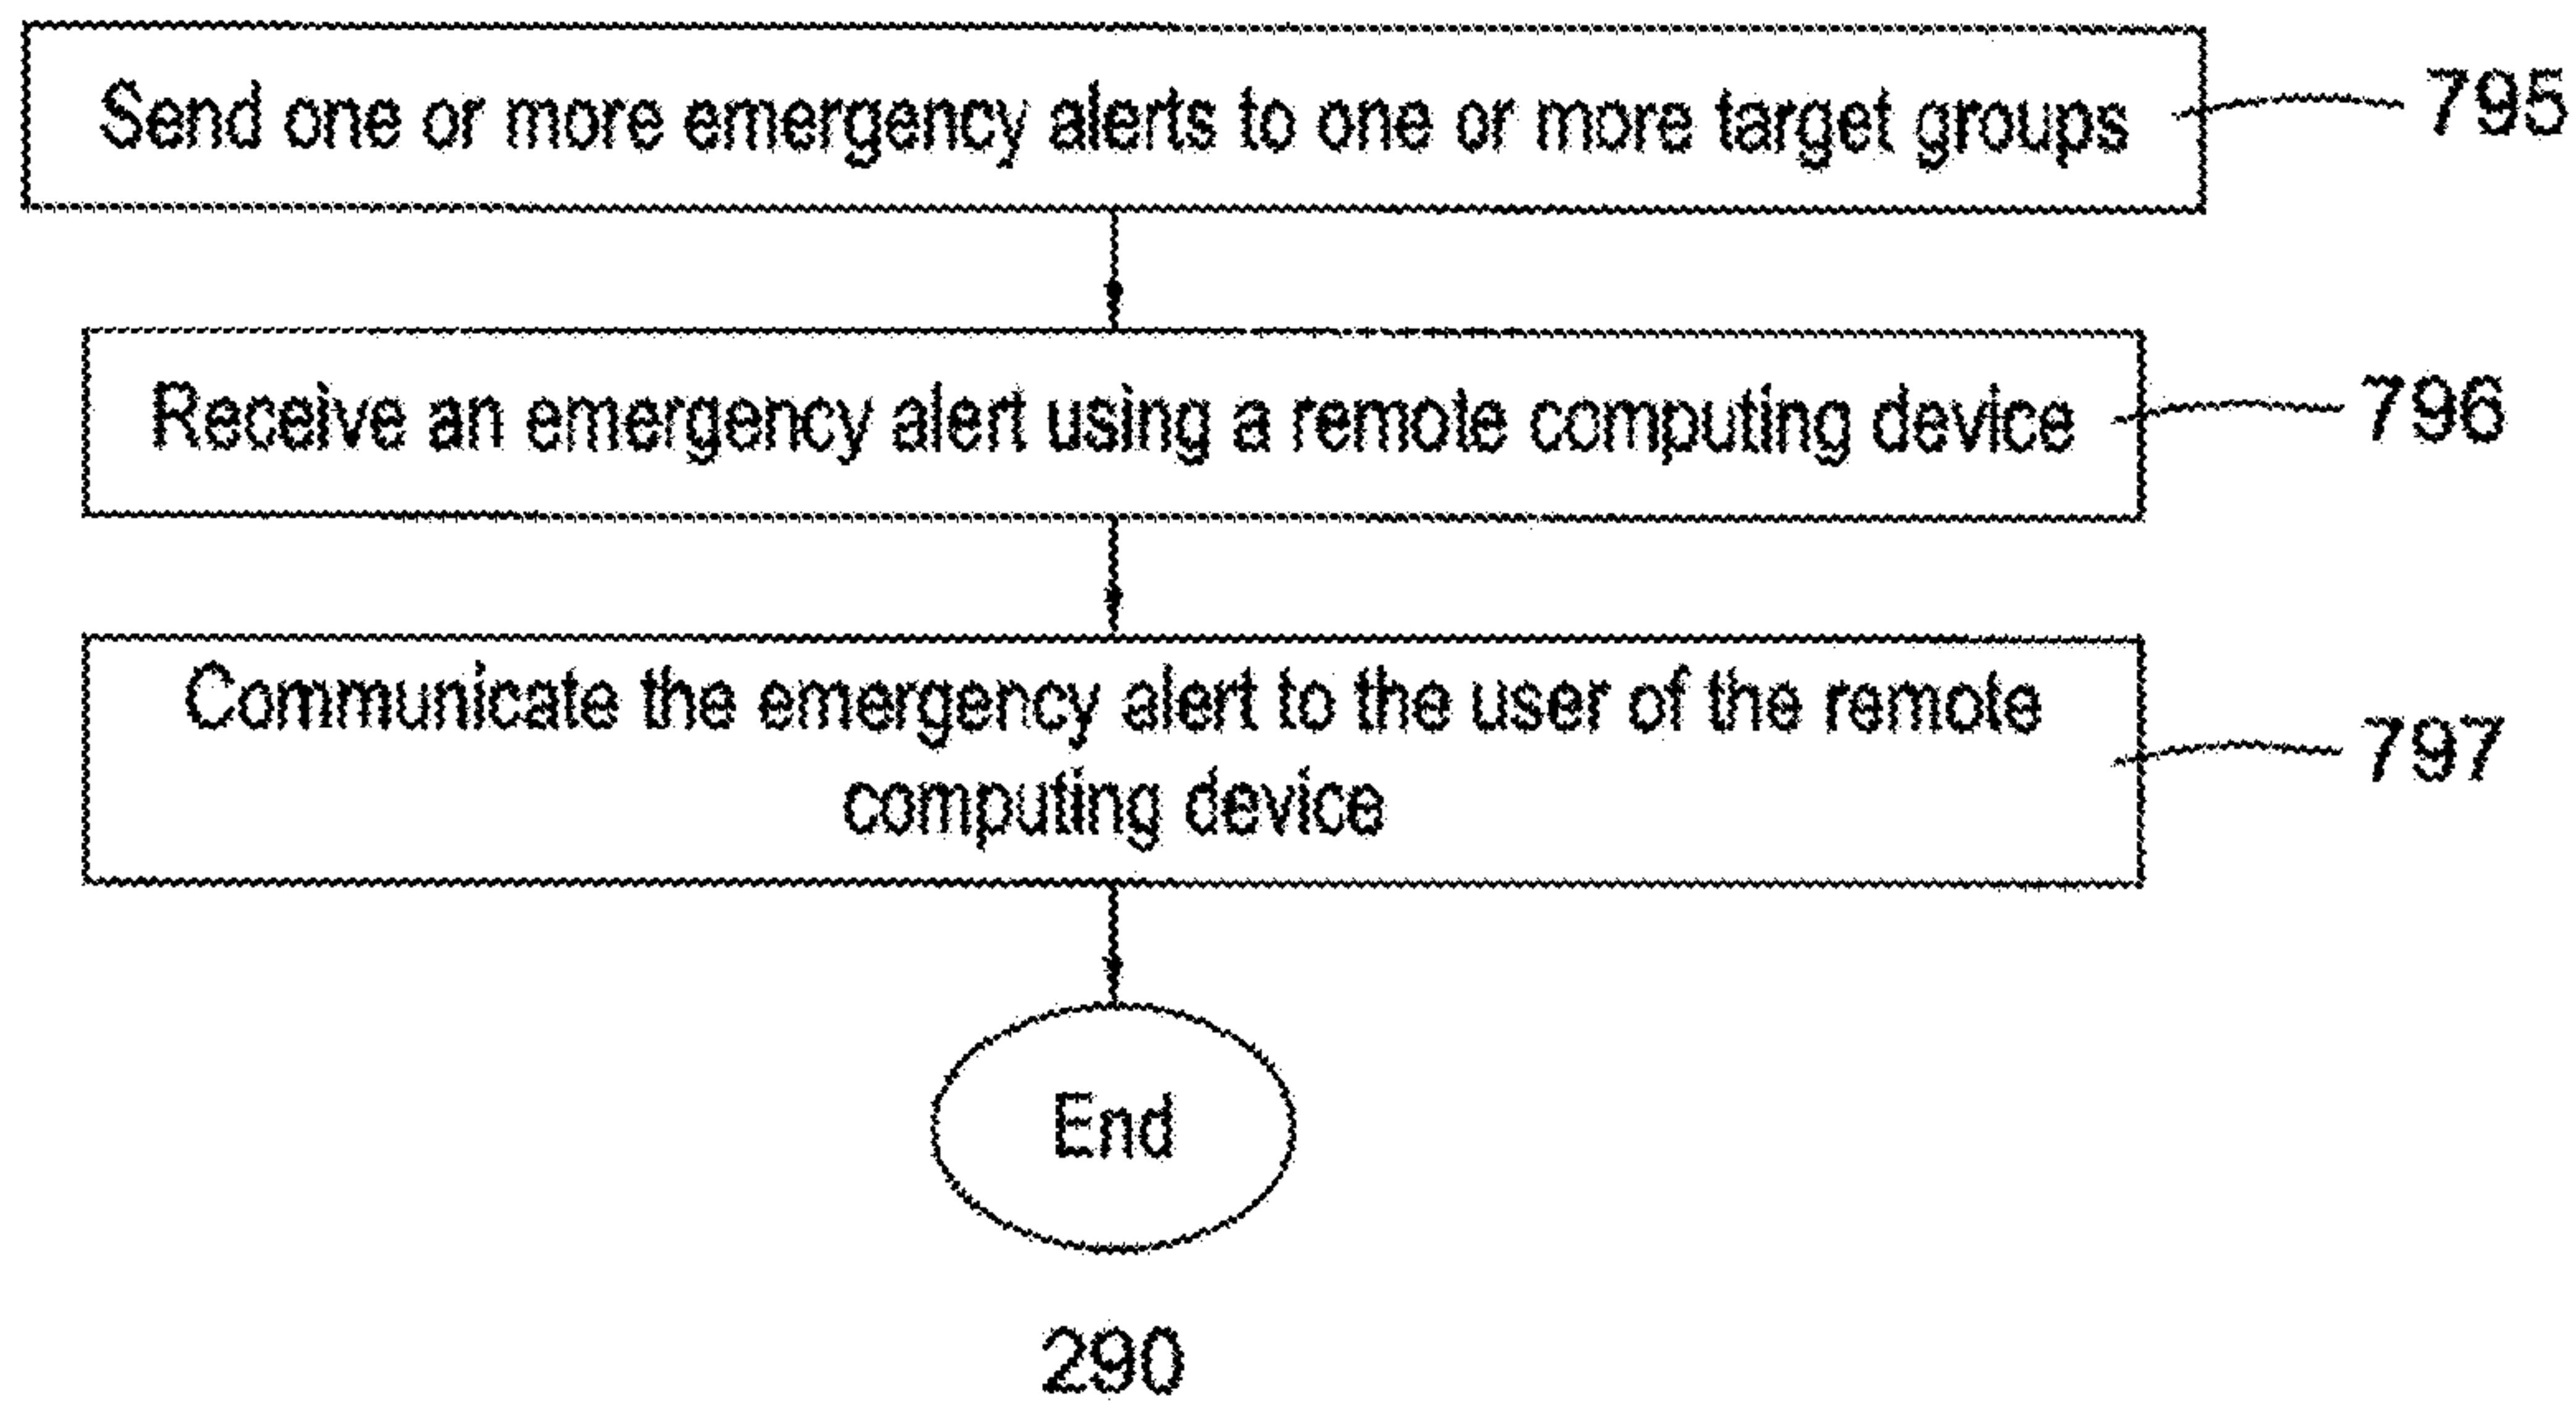 Send one or more emergency alerts to one or more target groups
795
Receive an emergency alert using a remote computing device
796
Communicate the emergency alert to the user of the remote
computing device
797
End
290